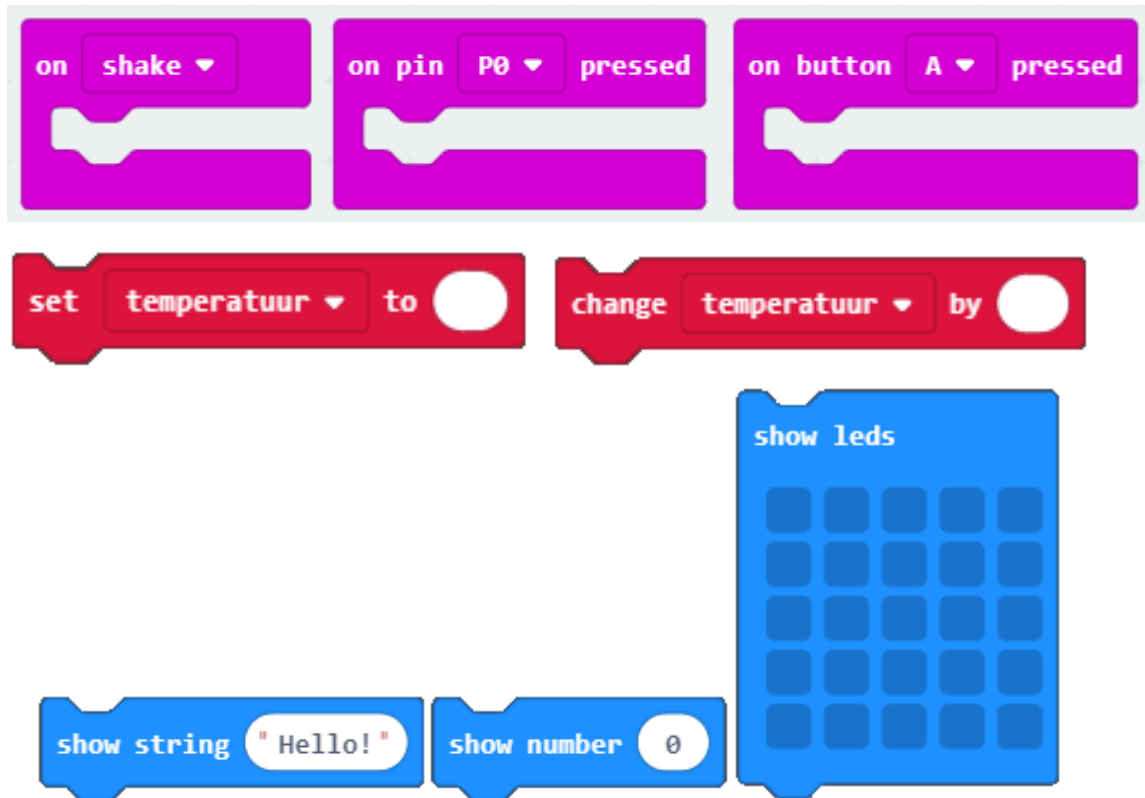 on shake
on pin P0 pressed
on button A pressed
set temperatuur to
change temperatuur by
show leds
show string "Hello!"
show number 0